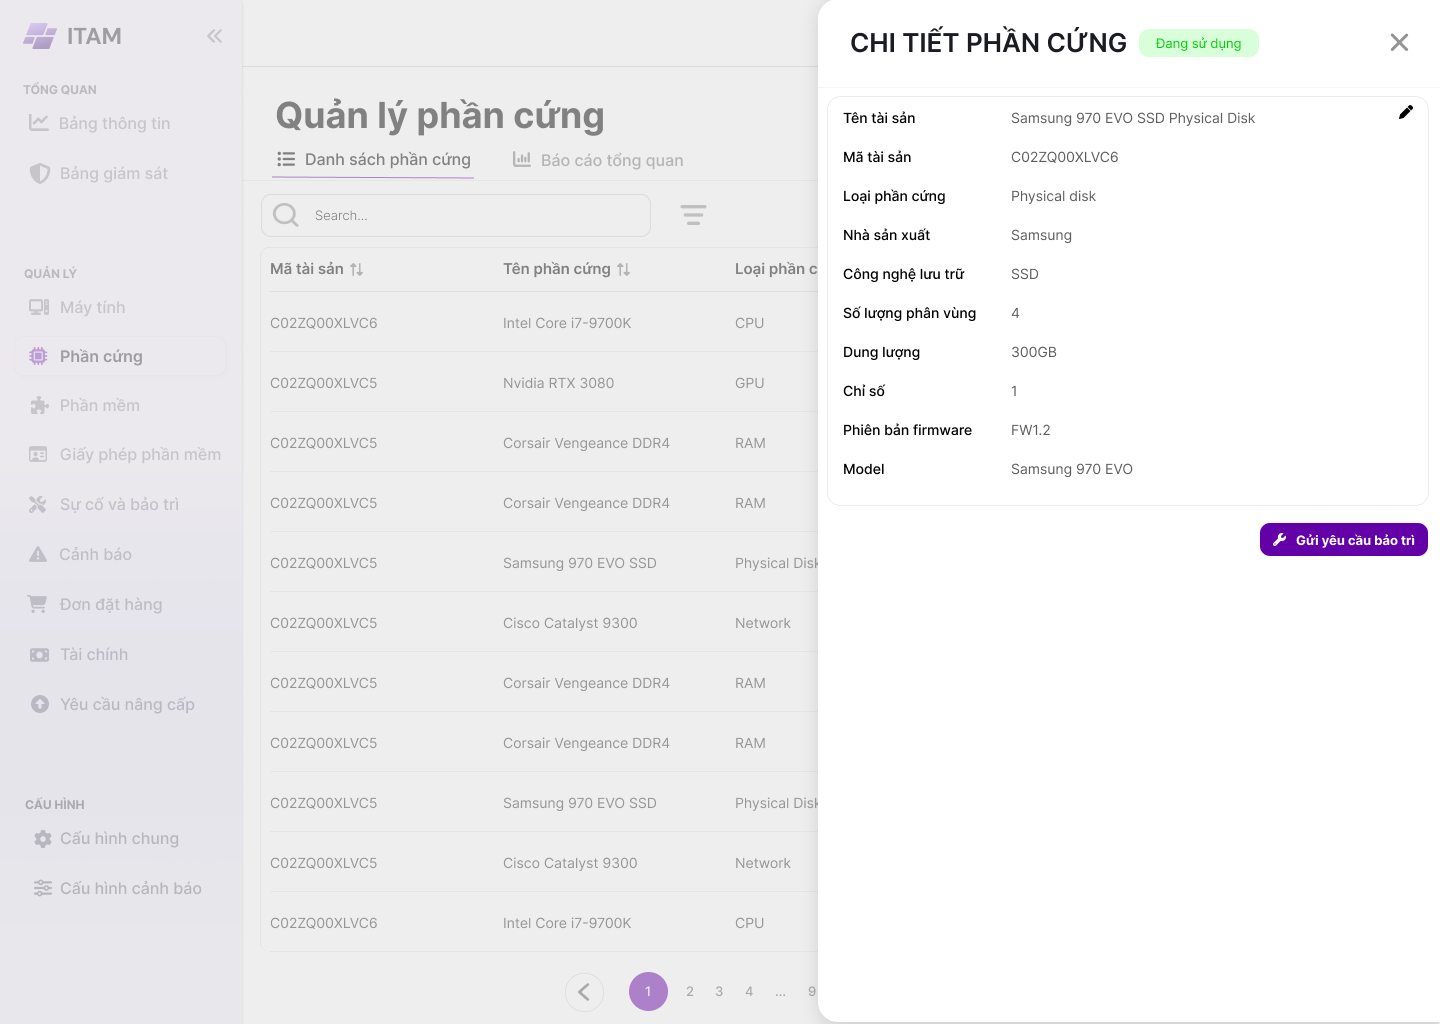 ITAM
TỔNG QUAN
Bảng thông tin
Bảng giám sát
QUẢN LÝ
Máy tính
Phần cứng
Phần mềm
Giấy phép phần mềm
Sự cố và bảo trì
Cảnh báo
Đơn đặt hàng
Tài chính
Yêu cầu nâng cấp
CẤU HÌNH
Cấu hình chung
Cấu hình cảnh báo
Quản lý phần cứng
Danh sách phần cứng Báo cáo tổng quan
Search...
Mã tài sản Tên phần cứng Loại phần c
C02ZQ00XLVC6 Intel Core i7-9700K CPU
C02ZQ00XLVC5 Nvidia RTX 3080 GPU
C02ZQ00XLVC5 Corsair Vengeance DDR4 RAM
C02ZQ00XLVC5 Corsair Vengeance DDR4 RAM
C02ZQ00XLVC5 Samsung 970 EVO SSD Physical Disk
C02ZQ00XLVC5 Cisco Catalyst 9300 Network
C02ZQ00XLVC5 Corsair Vengeance DDR4 RAM
C02ZQ00XLVC5 Corsair Vengeance DDR4 RAM
C02ZQ00XLVC5 Samsung 970 EVO SSD Physical Disk
C02ZQ00XLVC5 Cisco Catalyst 9300 Network
C02ZQ00XLVC6 Intel Core i7-9700K CPU
1 2 3 4 ... 9
CHI TIẾT PHẦN CỨNG Đang sử dụng
Tên tài sản Samsung 970 EVO SSD Physical Disk
Mã tài sản C02ZQ00XLVC6
Loại phần cứng Physical disk
Nhà sản xuất Samsung
Công nghệ lưu trữ SSD
Số lượng phân vùng 4
Dung lượng 300GB
Chỉ số 1
Phiên bản firmware FW1.2
Model Samsung 970 EVO
Gửi yêu cầu bảo trì